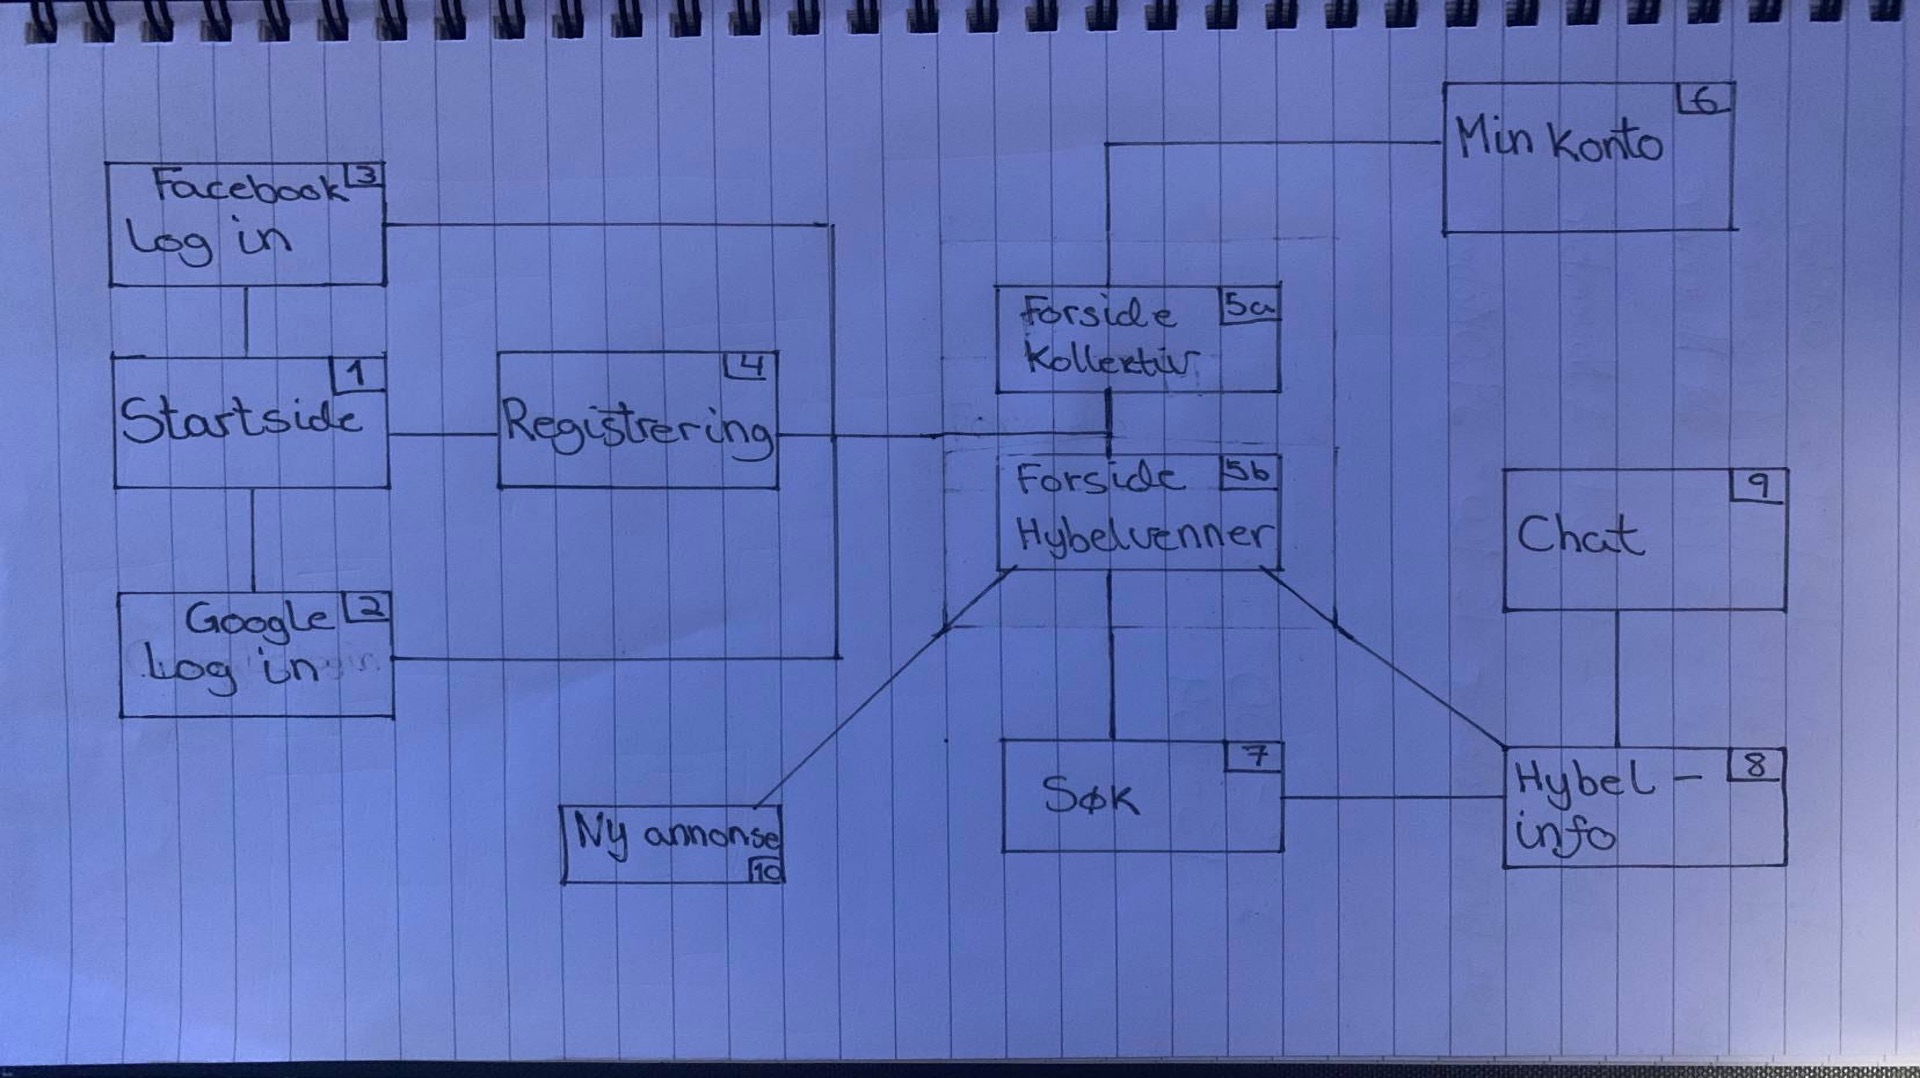 6
Min Konto
3
Facebook
Log in
5a
Forside
Kollektiv
1
Startside
4
Registrering
5b
Forside
Hybelvenner
9
Chat
2
Google
Log in
7
Søk
8
Hybel -
info
Ny annonse
10